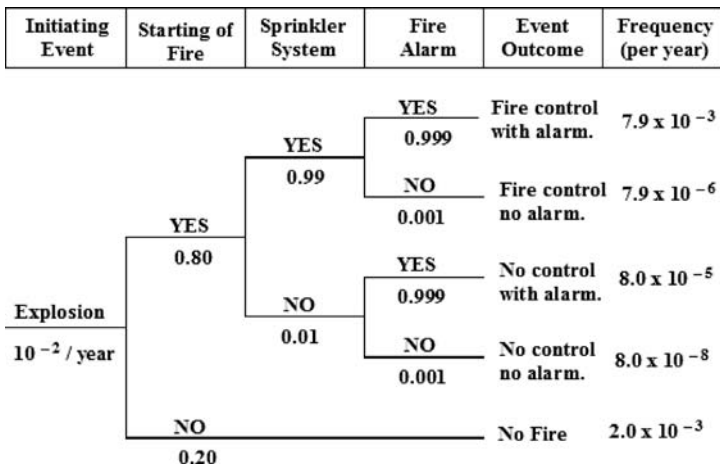 Initiating Event
Starting of Fire
Sprinkler System
Fire Alarm
Event Outcome
Frequency (per year)
YES
0.999
Fire control with alarm.
7.9 x 10 –3
YES
0.99
NO
0.001
Fire control no alarm.
7.9 x 10 –6
YES
0.80
YES
0.999
No control with alarm.
8.0 x 10 –5
NO
0.01
NO
0.001
No control no alarm.
8.0 x 10 –8
Explosion
10 –2 / year
NO
0.20
No Fire
2.0 x 10 –3